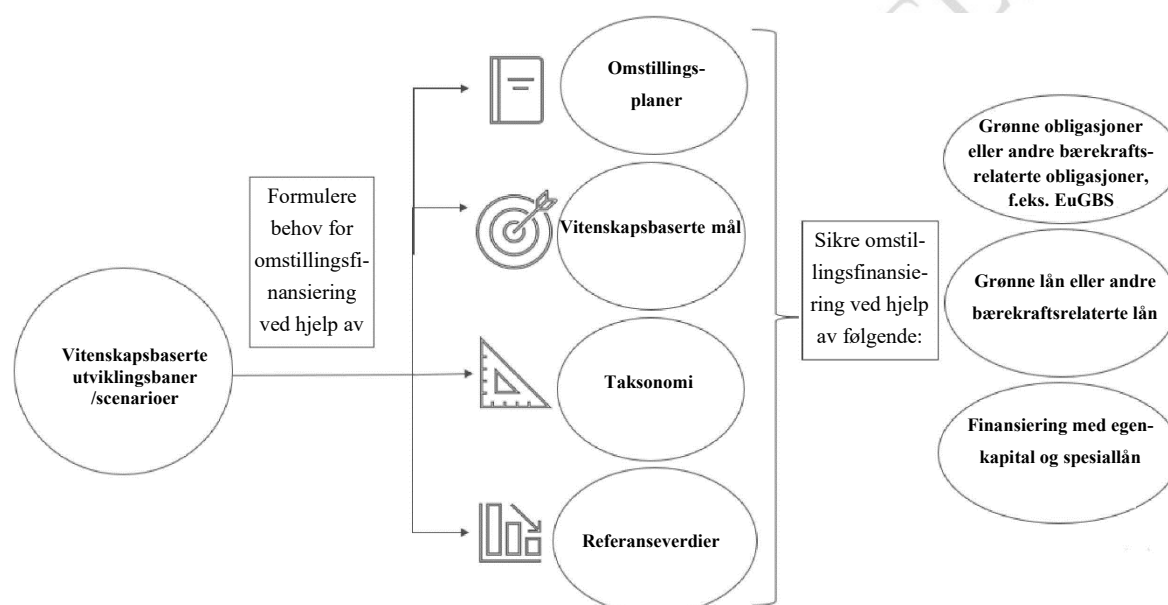 Vitenskapsbaserte
utviklingsbaner
/scenarioer
Formulere
behov for
omstillingsfi-
nansiering
ved hjelp av
Omstillings-
planer
Vitenskapsbaserte mål
Taksonomi
Referanseverdier
Sikre omstil-
lingsfinansie-
ring ved hjelp
av følgende:
Grønne obligasjoner
eller andre bærekrafts-
relaterte obligasjoner,
f.eks. EuGBS
Grønne lån eller andre
bærekraftsrelaterte lån
Finansiering med egen-
kapital og spesiallån